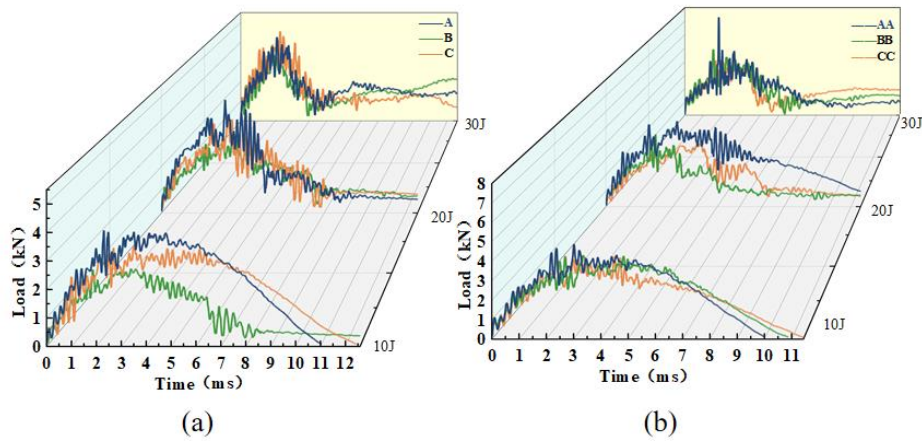 A
B
C
30J
20J
10J
5
4
3
2
1
0
Load（kN）
0 1 2 3 4 5 6 7 8 9 10 11 12
Time（ms）
(a)
AA
BB
CC
30J
20J
10J
8
7
5
4
3
2
1
0
Load（kN）
0 1 2 3 4 5 6 7 8 9 10 11
Time（ms）
(b)